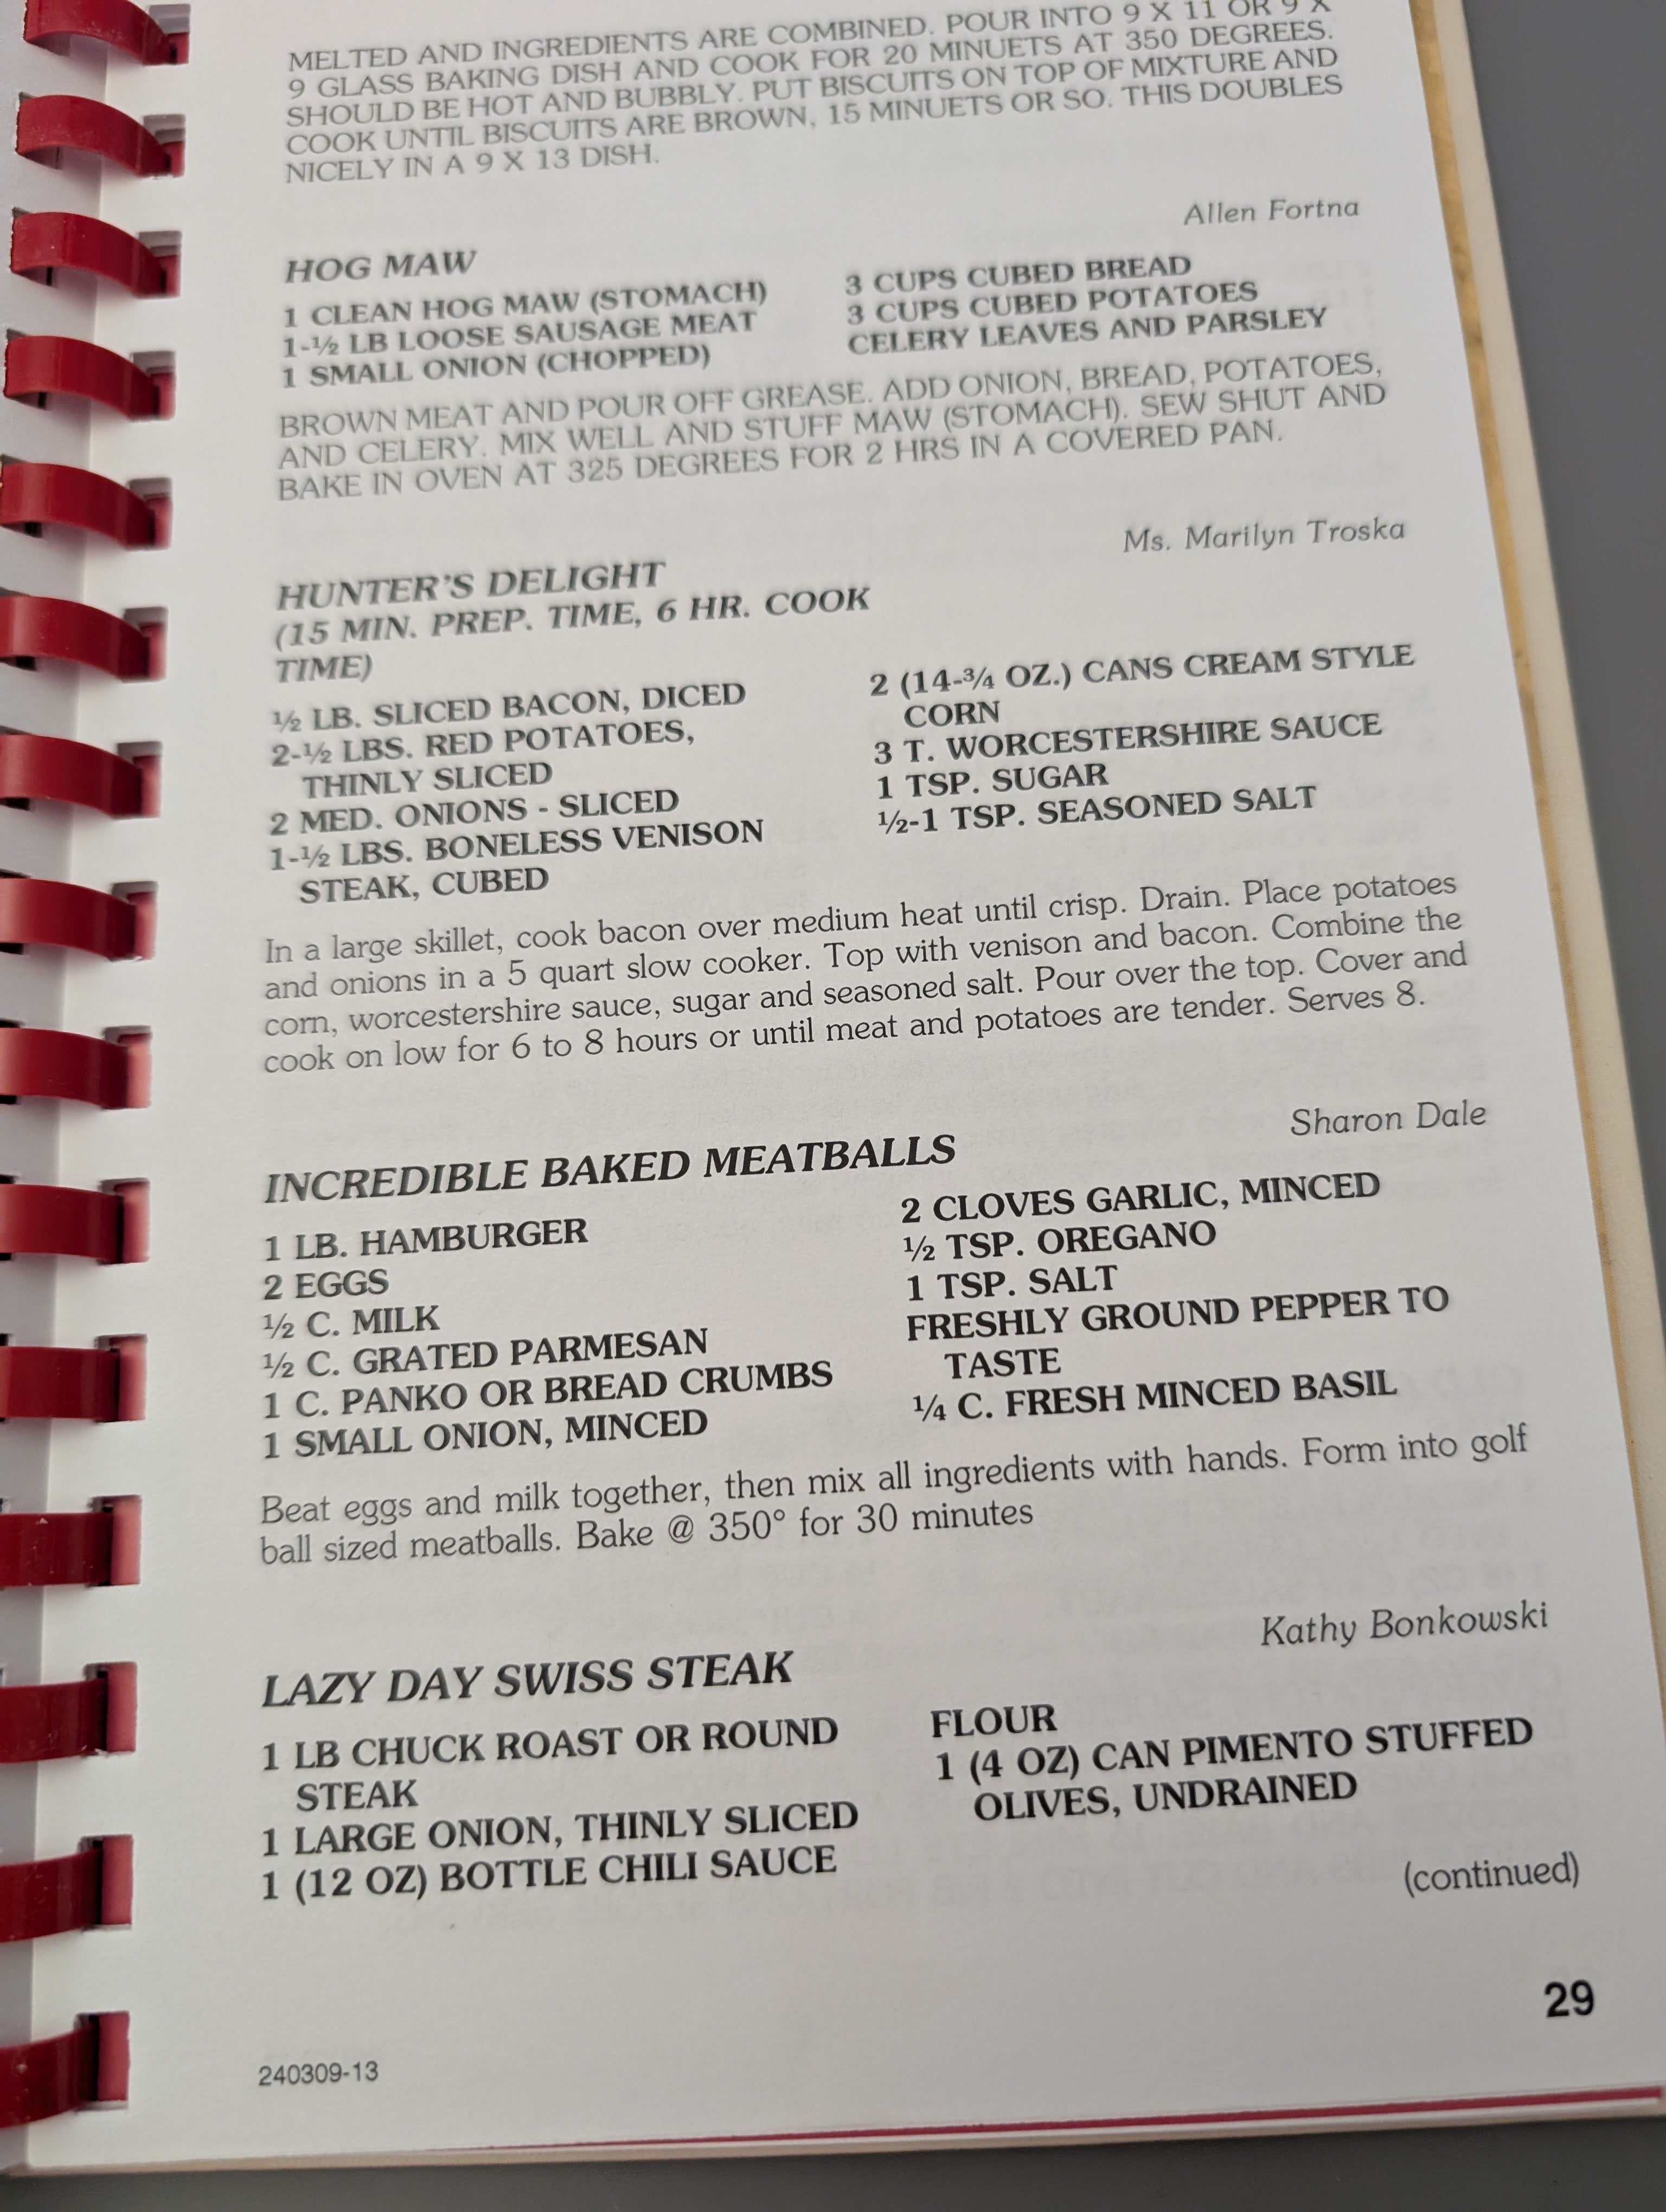 MELTED AND INGREDIENTS ARE COMBINED. POUR INTO 9 X 11 OR 9 X
9 GLASS BAKING DISH AND COOK FOR 20 MINUETS AT 350 DEGREES.
SHOULD BE HOT AND BUBBLY. PUT BISCUITS ON TOP OF MIXTURE AND
COOK UNTIL BISCUITS ARE BROWN, 15 MINUETS OR SO. THIS DOUBLES
NICELY IN A 9 X 13 DISH.
Allen Fortna
HOG MAW
1 CLEAN HOG MAW (STOMACH)
1-½ LB LOOSE SAUSAGE MEAT
1 SMALL ONION (CHOPPED)
3 CUPS CUBED BREAD
3 CUPS CUBED POTATOES
CELERY LEAVES AND PARSLEY
BROWN MEAT AND POUR OFF GREASE. ADD ONION, BREAD, POTATOES,
AND CELERY. MIX WELL AND STUFF MAW (STOMACH). SEW SHUT AND
BAKE IN OVEN AT 325 DEGREES FOR 2 HRS IN A COVERED PAN.
Ms. Marilyn Troska
HUNTER'S DELIGHT
(15 MIN. PREP. TIME, 6 HR. COOK
TIME)
½ LB. SLICED BACON, DICED
2-½ LBS. RED POTATOES,
THINLY SLICED
2 MED. ONIONS - SLICED
1-½ LBS. BONELESS VENISON
STEAK, CUBED
2 (14-¾ OZ.) CANS CREAM STYLE
CORN
3 T. WORCESTERSHIRE SAUCE
1 TSP. SUGAR
½-1 TSP. SEASONED SALT
In a large skillet, cook bacon over medium heat until crisp. Drain. Place potatoes
and onions in a 5 quart slow cooker. Top with venison and bacon. Combine the
corn, worcestershire sauce, sugar and seasoned salt. Pour over the top. Cover and
cook on low for 6 to 8 hours or until meat and potatoes are tender. Serves 8.
Sharon Dale
INCREDIBLE BAKED MEATBALLS
1 LB. HAMBURGER
2 EGGS
½ C. MILK
½ C. GRATED PARMESAN
1 C. PANKO OR BREAD CRUMBS
1 SMALL ONION, MINCED
2 CLOVES GARLIC, MINCED
½ TSP. OREGANO
1 TSP. SALT
FRESHLY GROUND PEPPER TO
TASTE
¼ C. FRESH MINCED BASIL
Beat eggs and milk together, then mix all ingredients with hands. Form into golf
ball sized meatballs. Bake @ 350° for 30 minutes
Kathy Bonkowski
LAZY DAY SWISS STEAK
1 LB CHUCK ROAST OR ROUND
STEAK
1 LARGE ONION, THINLY SLICED
1 (12 OZ) BOTTLE CHILI SAUCE
FLOUR
1 (4 OZ) CAN PIMENTO STUFFED
OLIVES, UNDRAINED
(continued)
29
240309-13